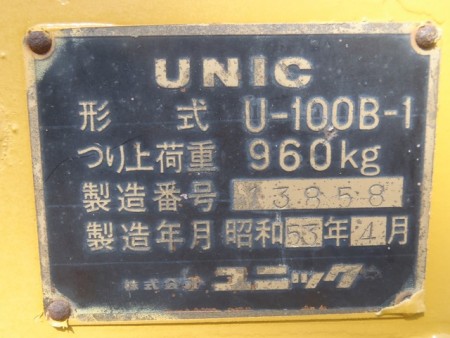 UNIC
形式 U-100B-1
つり上荷重 960kg
製造番号 13858
製造年月 昭和53年4月
株式会社 ユニック